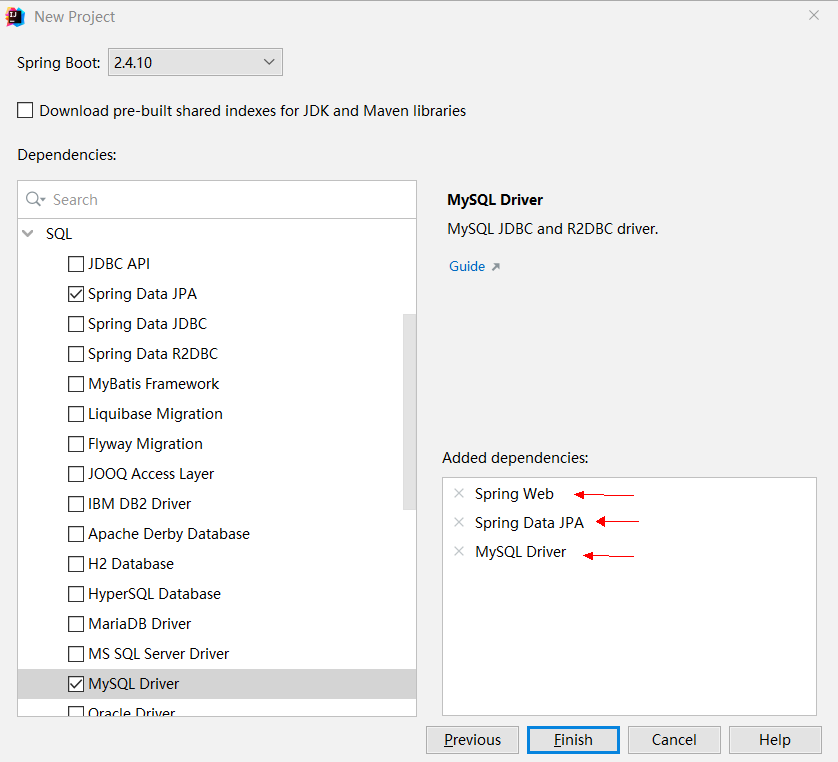 New Project
Spring Boot: 2.4.10
Download pre-built shared indexes for JDK and Maven libraries
Dependencies:
Search
SQL
JDBC API
Spring Data JPA
Spring Data JDBC
Spring Data R2DBC
MyBatis Framework
Liquibase Migration
Flyway Migration
JOOQ Access Layer
IBM DB2 Driver
Apache Derby Database
H2 Database
HyperSQL Database
MariaDB Driver
MS SQL Server Driver
MySQL Driver
Oracle Driver
MySQL Driver
MySQL JDBC and R2DBC driver.
Guide
Added dependencies:
Spring Web
Spring Data JPA
MySQL Driver
Previous Finish Cancel Help